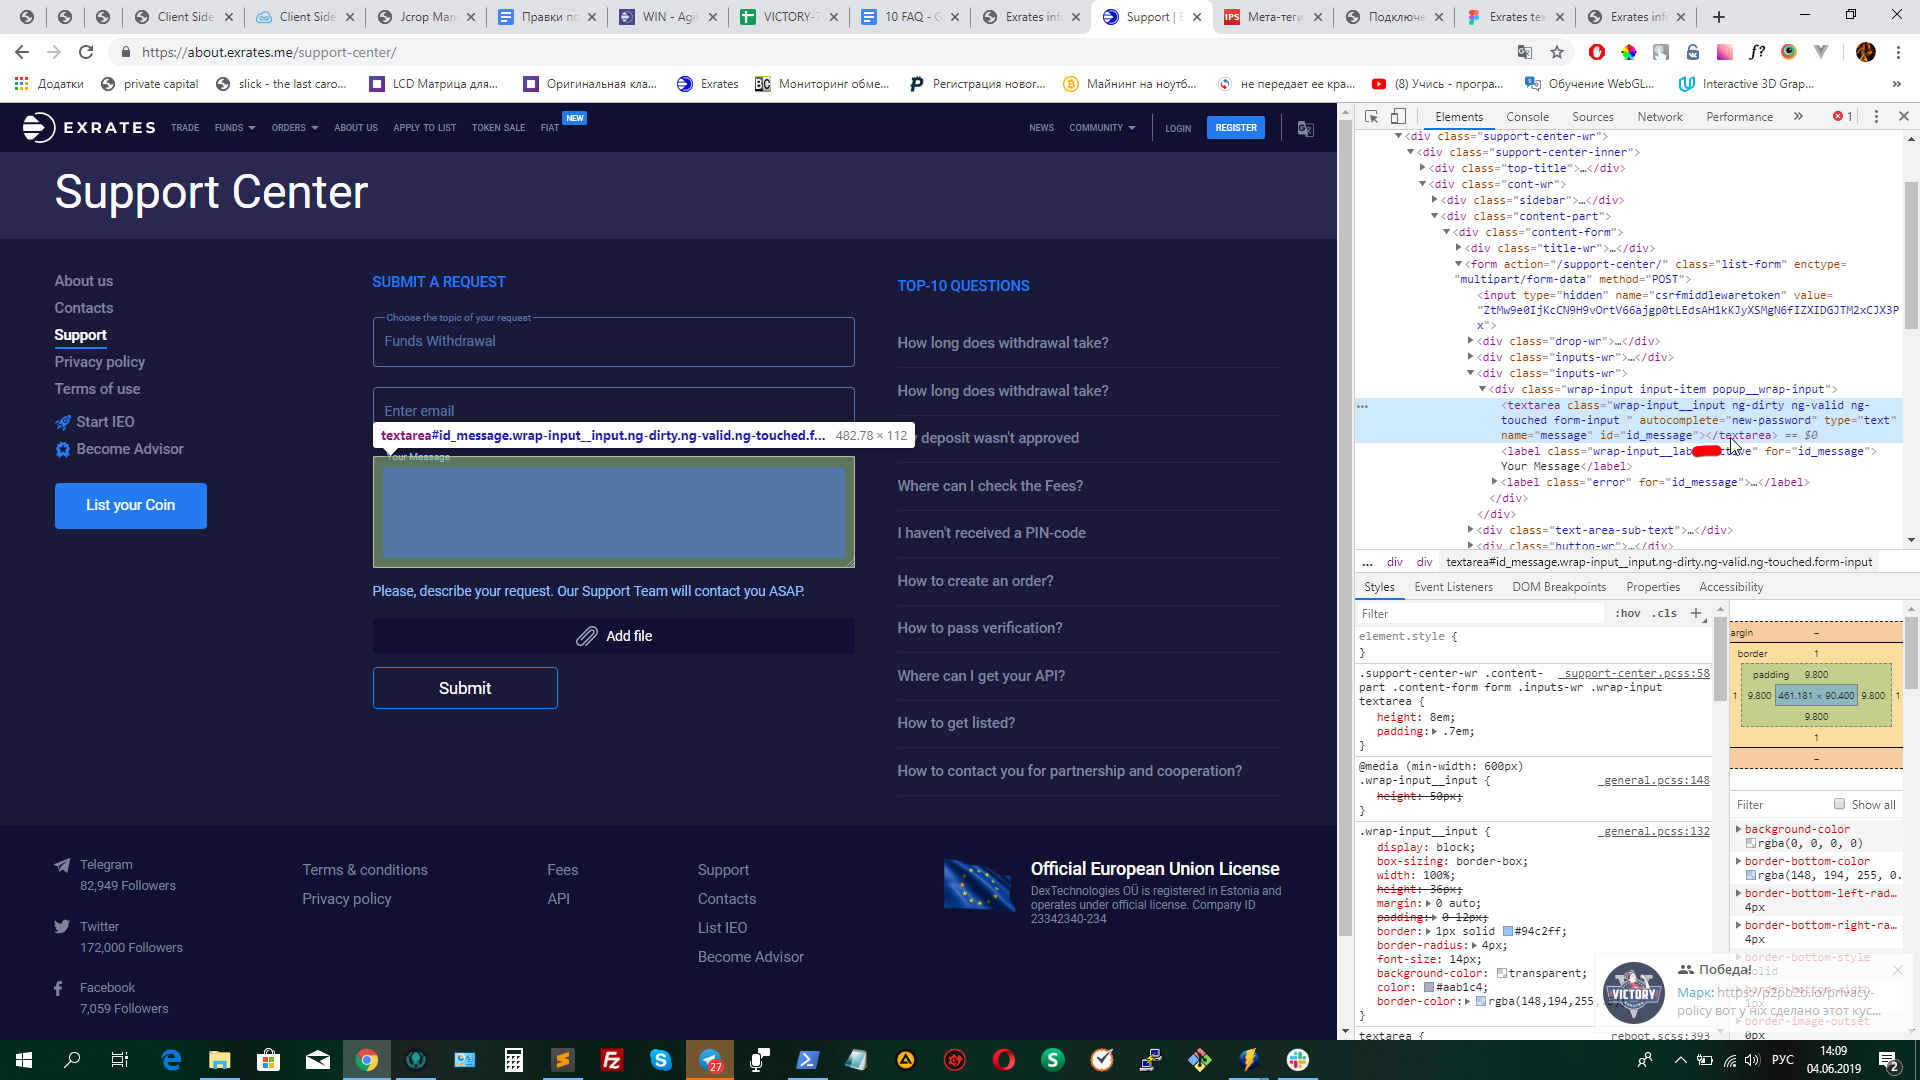 Client Side
Client Side
Jcrop Man
Правки по
WIN - Agil
VICTORY-7
10 FAQ - G
Exrates inf
Support | E
Мета-теги
Подключе
Exrates tex
Exrates inf
https://about.exrates.me/support-center/
Додатки
private capital
slick - the last caro...
LCD Матрица для...
Оригинальная кла...
Exrates
Мониторинг обме...
Регистрация новог...
Майнинг на ноутб...
не передает ее кра...
(8) Учись - програ...
Обучение WebGL...
Interactive 3D Grap...
»
EXRATES
TRADE
FUNDS
ORDERS
ABOUT US
APPLY TO LIST
TOKEN SALE
FIAT
NEW
NEWS
COMMUNITY
LOGIN
REGISTER
Support Center
About us
Contacts
Support
Privacy policy
Terms of use
Start IEO
Become Advisor
List your Coin
SUBMIT A REQUEST
Choose the topic of your request
Funds Withdrawal
Enter email
textarea#id_message.wrap-input__input.ng-dirty.ng-valid.ng-touched.f... 482.78 × 112
Your Message
Please, describe your request. Our Support Team will contact you ASAP.
Add file
Submit
TOP-10 QUESTIONS
How long does withdrawal take?
How long does withdrawal take?
deposit wasn't approved
Where can I check the Fees?
I haven't received a PIN-code
How to create an order?
How to pass verification?
Where can I get your API?
How to get listed?
How to contact you for partnership and cooperation?
Telegram
82,949 Followers
Twitter
172,000 Followers
Facebook
7,059 Followers
Terms & conditions
Privacy policy
Fees
API
Support
Contacts
List IEO
Become Advisor
Official European Union License
DexTechnologies OÜ is registered in Estonia and
operates under official license. Company ID
23342340-234
Elements
Console
Sources
Network
Performance
»
1
<div class="support-center-wr">
<div class="support-center-inner">
<div class="top-title">…</div>
<div class="cont-wr">
<div class="sidebar">…</div>
<div class="content-part">
<div class="content-form">
<div class="title-wr">…</div>
<form action="/support-center/" class="list-form" enctype=
"multipart/form-data" method="POST">
<input type="hidden" name="csrfmiddlewaretoken" value=
"ZtMw9e0IjKcCN9H9vOrtV66ajgp0tLEdsAH1kKJyXSMgN6fIZXIDGJTM2xCJX3P
x">
<div class="drop-wr">…</div>
<div class="inputs-wr">…</div>
<div class="inputs-wr">
<div class="wrap-input input-item popup__wrap-input">
<textarea class="wrap-input__input ng-dirty ng-valid ng-
touched form-input " autocomplete="new-password" type="text"
name="message" id="id_message"></textarea> == $0
<label class="wrap-input__lab ctive" for="id_message">
Your Message</label>
<label class="error" for="id_message">…</label>
</div>
</div>
<div class="text-area-sub-text">…</div>
<div class="button-wr">…</div>
... div div textarea#id_message.wrap-input__input.ng-dirty.ng-valid.ng-touched.form-input
Styles
Event Listeners
DOM Breakpoints
Properties
Accessibility
Filter
:hov .cls +
element.style {
}
.support-center-wr .content-
part .content-form form .inputs-wr .wrap-input
textarea {
_support-center.pcss:58
height: 8em;
padding: .7em;
}
@media (min-width: 600px)
.wrap-input__input {
_general.pcss:148
height: 50px;
}
.wrap-input__input {
_general.pcss:132
display: block;
box-sizing: border-box;
width: 100%;
height: 36px;
margin: 0 auto;
padding: 0 12px;
border: 1px solid #94c2ff;
border-radius: 4px;
font-size: 14px;
background-color: transparent;
color: #aab1c4;
border-color: rgba(148,194,255,
}
textarea {
reboot.scss:393
argin
–
border 1
padding 9.800
1 9.800 461.181 × 90.400 9.800 1
9.800
1
–
Filter
Show all
background-color
rgba(0, 0, 0, 0)
border-bottom-color
rgba(148, 194, 255, 0.
border-bottom-left-rad…
4px
border-bottom-right-ra…
4px
border-bottom-style
solid
border-bottom-width
1px
border-image-outset
0px
VICTORY
Победа!
Марк: https://p2pb2b.io/privacy-
policy вот у них сделано этот кус...
27
РУС
14:09
04.06.2019
2